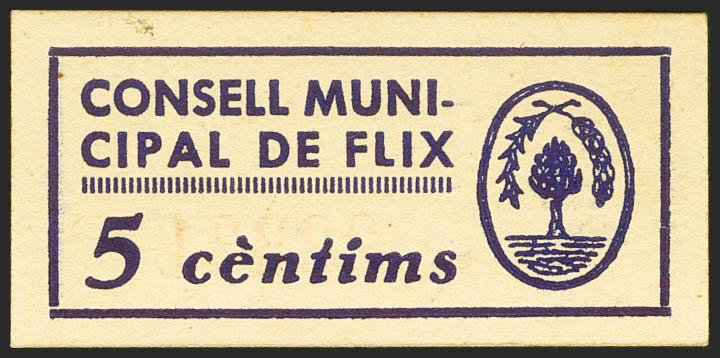 CONSELL MUNI-
CIPAL DE FLIX
5 cèntims